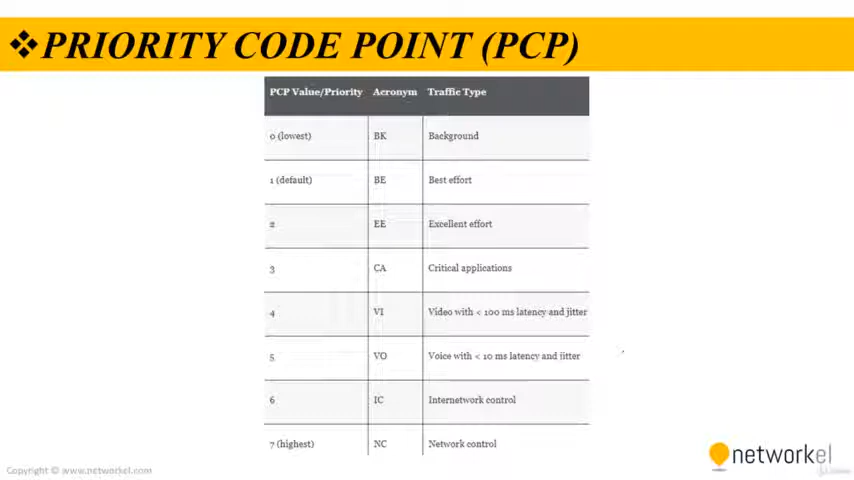 ❖PRIORITY CODE POINT (PCP)
PCP Value/Priority Acronym Traffic Type
0 (lowest) BK Background
1 (default) BE Best effort
2 EE Excellent effort
3 CA Critical applications
4 VI Video with < 100 ms latency and jitter
5 VO Voice with < 10 ms latency and jitter
6 IC Internetwork control
7 (highest) NC Network control
networkel
Copyright © www.networkel.com